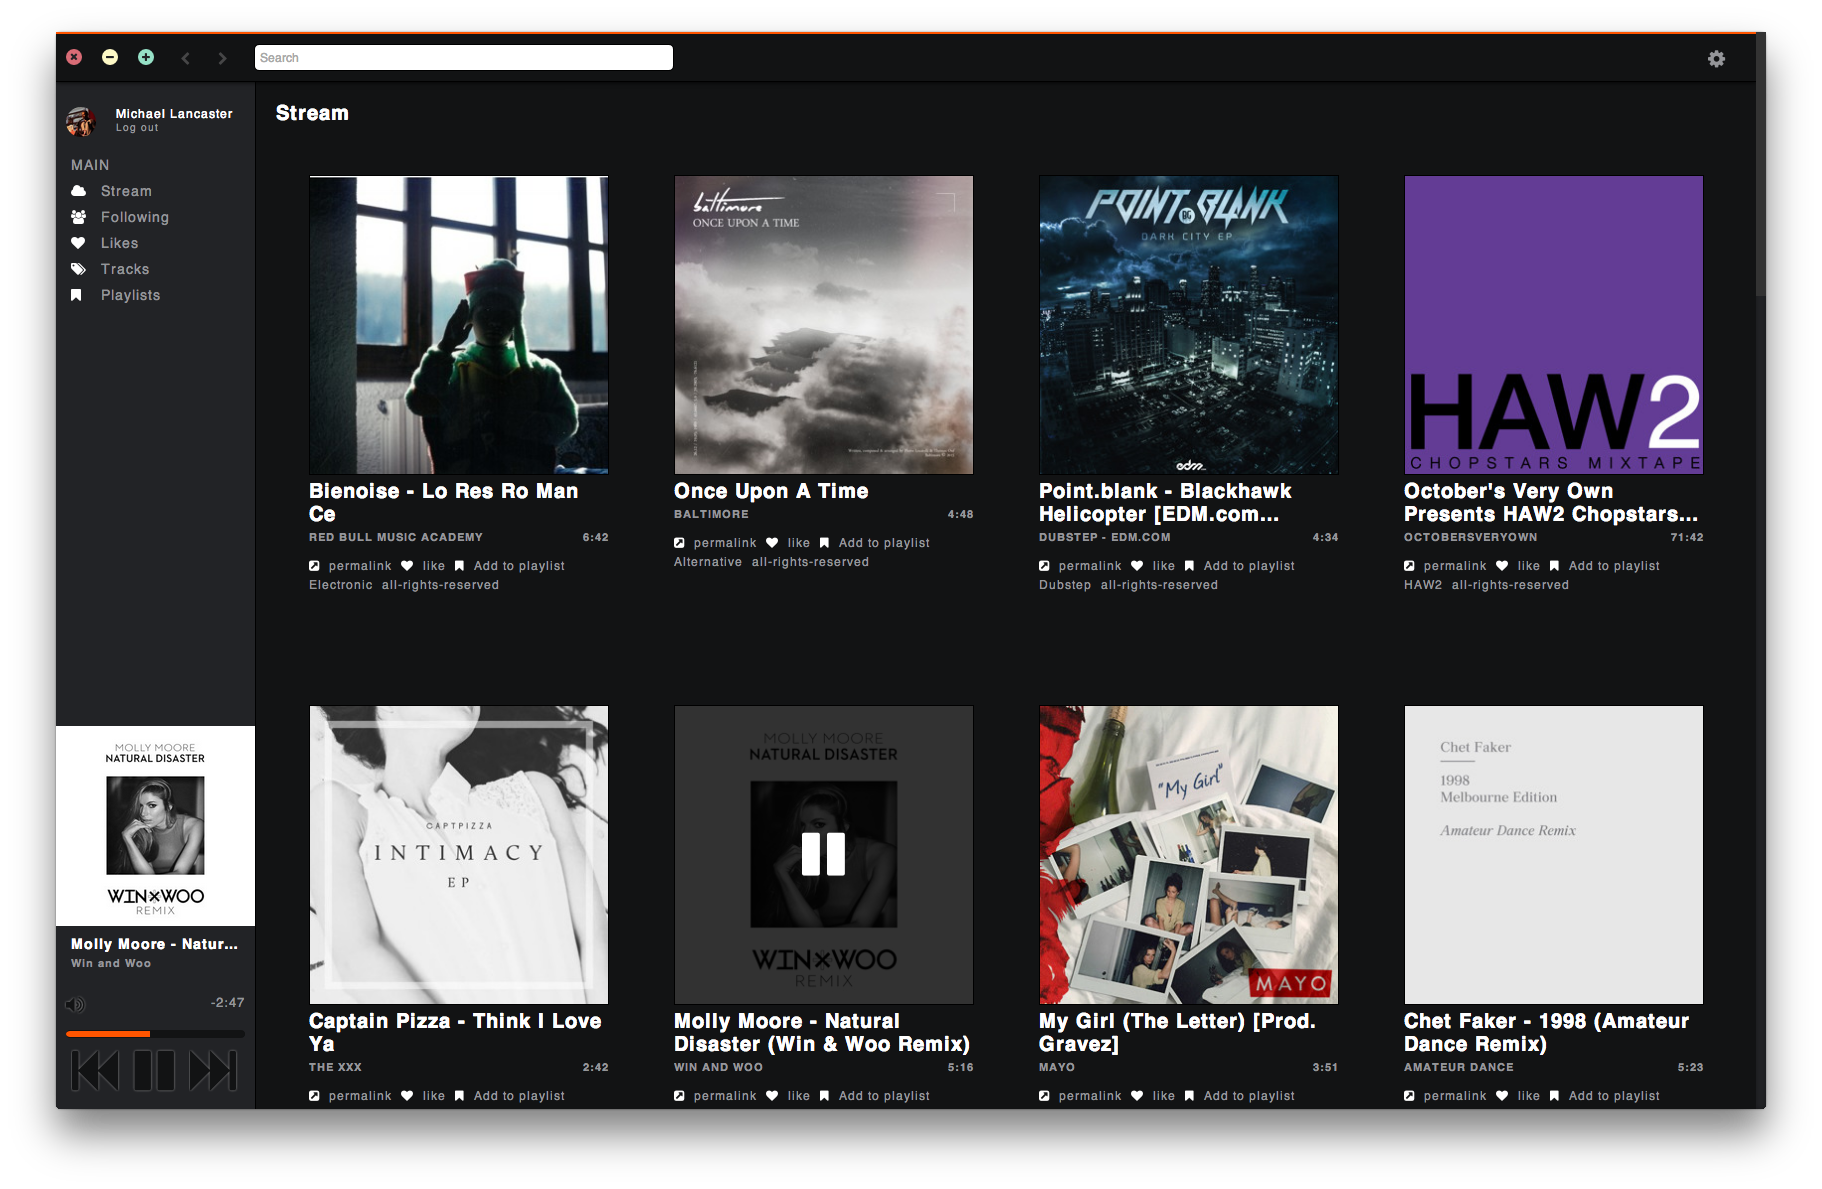 Search
Michael Lancaster
Log out
MAIN
Stream
Following
Likes
Tracks
Playlists
MOLLY MOORE
NATURAL DISASTER
WIN WOO
REMIX
Molly Moore - Natur...
Win and Woo
-2:47
Stream
Bienoise - Lo Res Ro Man
Ce
RED BULL MUSIC ACADEMY 6:42
permalink like Add to playlist
Electronic all-rights-reserved
baltimore
ONCE UPON A TIME
Once Upon A Time
BALTIMORE 4:48
permalink like Add to playlist
Alternative all-rights-reserved
POINT BLANK
DARK CITY EP
edm
Point.blank - Blackhawk
Helicopter [EDM.com...
DUBSTEP - EDM.COM 4:34
permalink like Add to playlist
Dubstep all-rights-reserved
HAW2
CHOPSTARS MIXTAPE
October's Very Own
Presents HAW2 Chopstars...
OCTOBERSVERYOWN 71:42
permalink like Add to playlist
HAW2 all-rights-reserved
CAPTPIZZA
INTIMACY
EP
Captain Pizza - Think I Love
Ya
THE XXX 2:42
permalink like Add to playlist
MOLLY MOORE
NATURAL DISASTER
WIN WOO
REMIX
Molly Moore - Natural
Disaster (Win & Woo Remix)
WIN AND WOO 5:16
permalink like Add to playlist
"My Girl"
MAYO
My Girl (The Letter) [Prod.
Gravez]
MAYO 3:51
permalink like Add to playlist
Chet Faker
1998
Melbourne Edition
Amateur Dance Remix
Chet Faker - 1998 (Amateur
Dance Remix)
AMATEUR DANCE 5:23
permalink like Add to playlist